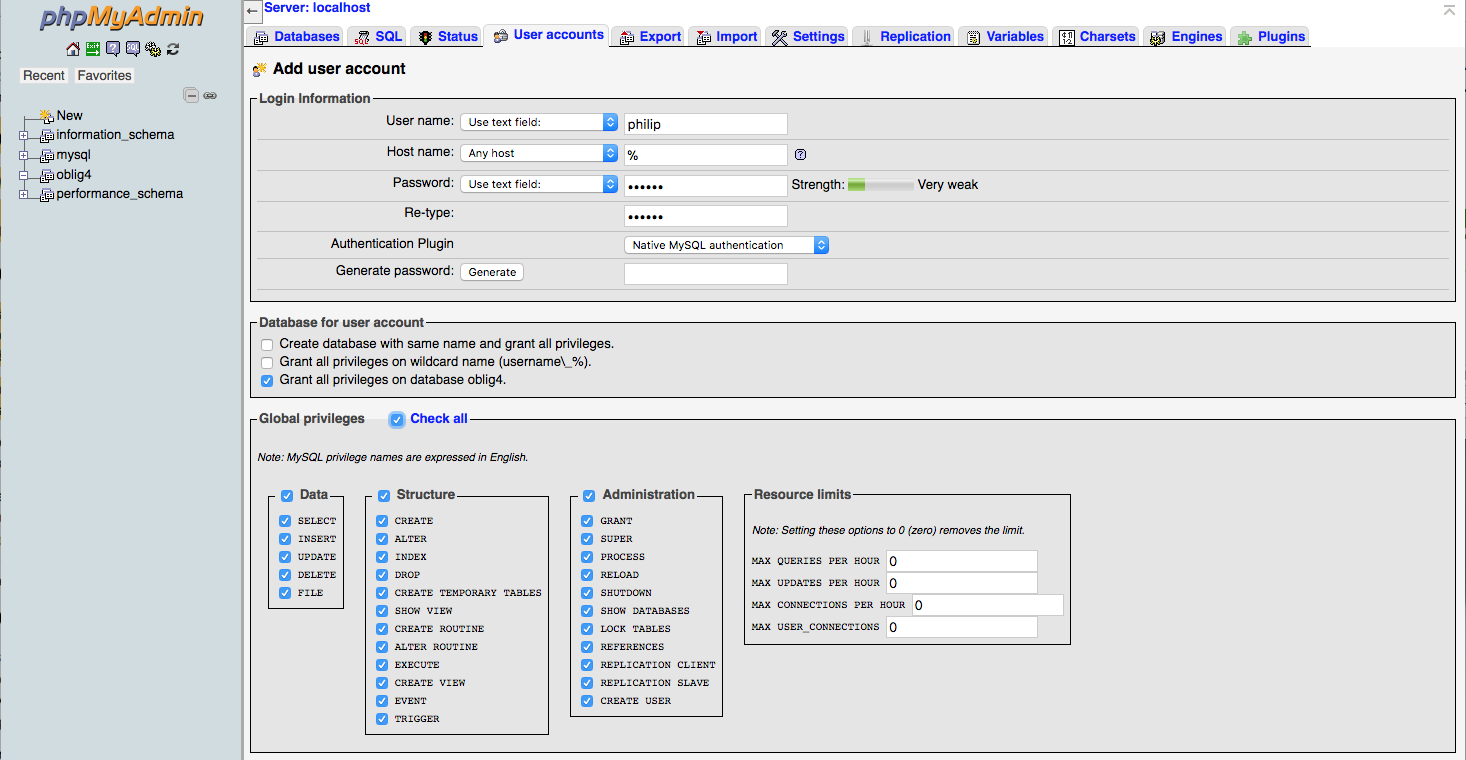 phpMyAdmin
Recent Favorites
New
information_schema
mysql
oblig4
performance_schema
Server: localhost
Databases SQL Status User accounts Export Import Settings Replication Variables Charsets Engines Plugins
Add user account
Login Information
User name: Use text field: philip
Host name: Any host %
Password: Use text field: •••••• Strength: Very weak
Re-type: ••••••
Authentication Plugin Native MySQL authentication
Generate password: Generate
Database for user account
Create database with same name and grant all privileges.
Grant all privileges on wildcard name (username\_%).
Grant all privileges on database oblig4.
Global privileges Check all
Note: MySQL privilege names are expressed in English.
Data
SELECT
INSERT
UPDATE
DELETE
FILE
Structure
CREATE
ALTER
INDEX
DROP
CREATE TEMPORARY TABLES
SHOW VIEW
CREATE ROUTINE
ALTER ROUTINE
EXECUTE
CREATE VIEW
EVENT
TRIGGER
Administration
GRANT
SUPER
PROCESS
RELOAD
SHUTDOWN
SHOW DATABASES
LOCK TABLES
REFERENCES
REPLICATION CLIENT
REPLICATION SLAVE
CREATE USER
Resource limits
Note: Setting these options to 0 (zero) removes the limit.
MAX QUERIES PER HOUR 0
MAX UPDATES PER HOUR 0
MAX CONNECTIONS PER HOUR 0
MAX USER_CONNECTIONS 0